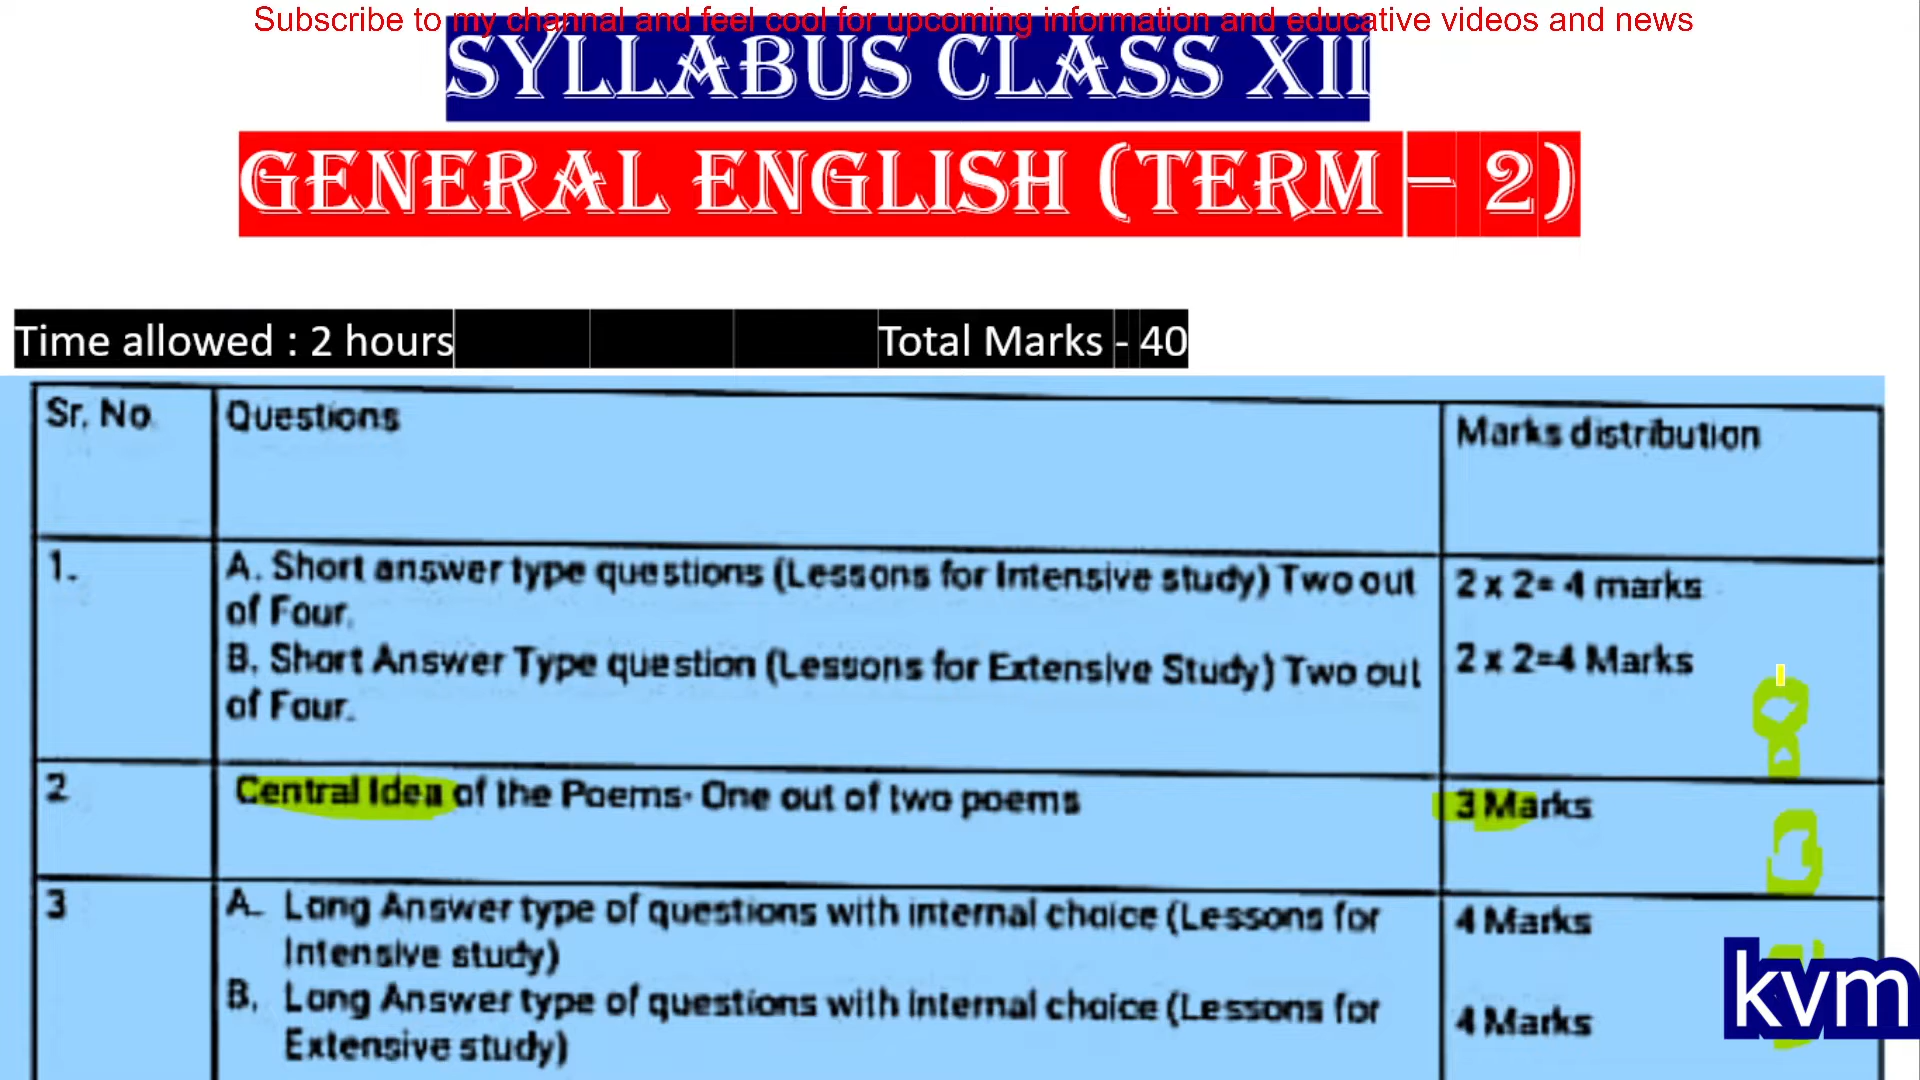 Subscribe to my channal and feel cool for upcoming information and educative videos and news
SYLLABUS CLASS XII
GENERAL ENGLISH (TERM – 2)
Time allowed : 2 hours Total Marks - 40
Sr. No. Questions Marks distribution
1. A. Short answer type questions (Lessons for Intensive study) Two out 2 x 2= 4 marks
of Four.
B. Short Answer Type question (Lessons for Extensive Study) Two out 2 x 2=4 Marks
of Four.
2 Central Idea of the Poems- One out of two poems 3 Marks
3 A. Long Answer type of questions with internal choice (Lessons for 4 Marks
Intensive study)
B. Long Answer type of questions with internal choice (Lessons for 4 Marks
Extensive study)
kvm